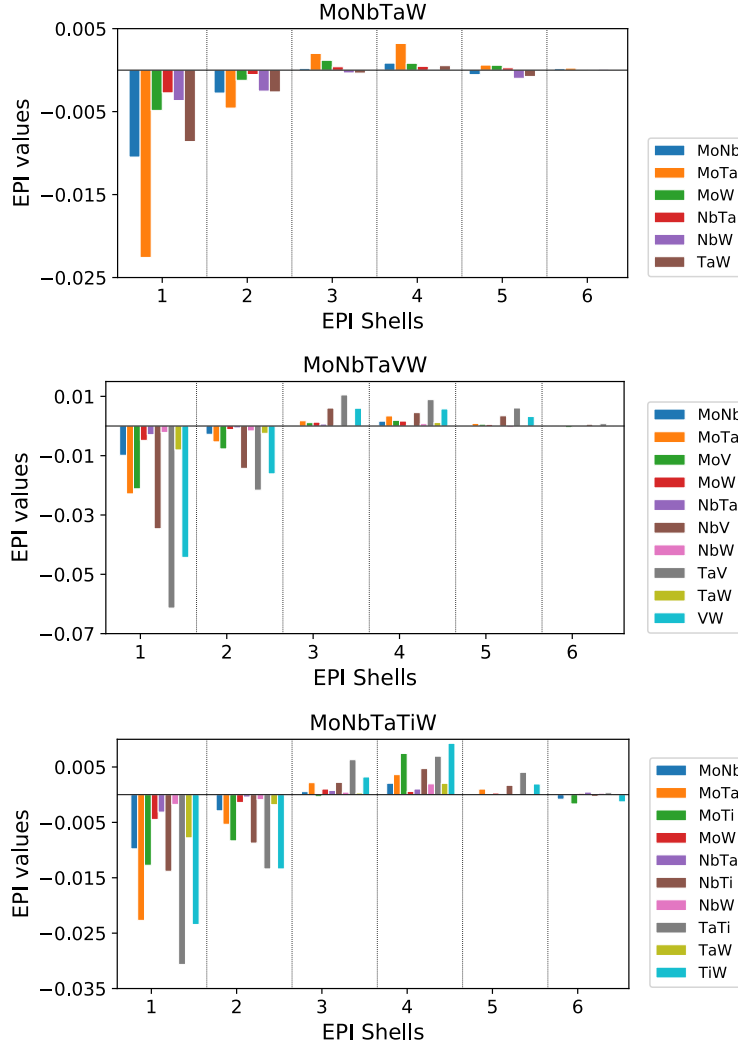 MoNbTaW
0.005
−0.005
−0.015
−0.025
EPI values
1 2 3 4 5 6
EPI Shells
MoNb
MoTa
MoW
NbTa
NbW
TaW
MoNbTaVW
0.01
−0.01
−0.03
−0.05
−0.07
EPI values
1 2 3 4 5 6
EPI Shells
MoNb
MoTa
MoV
MoW
NbTa
NbV
NbW
TaV
TaW
VW
MoNbTaTiW
0.005
−0.005
−0.015
−0.025
−0.035
EPI values
1 2 3 4 5 6
EPI Shells
MoNb
MoTa
MoTi
MoW
NbTa
NbTi
NbW
TaTi
TaW
TiW